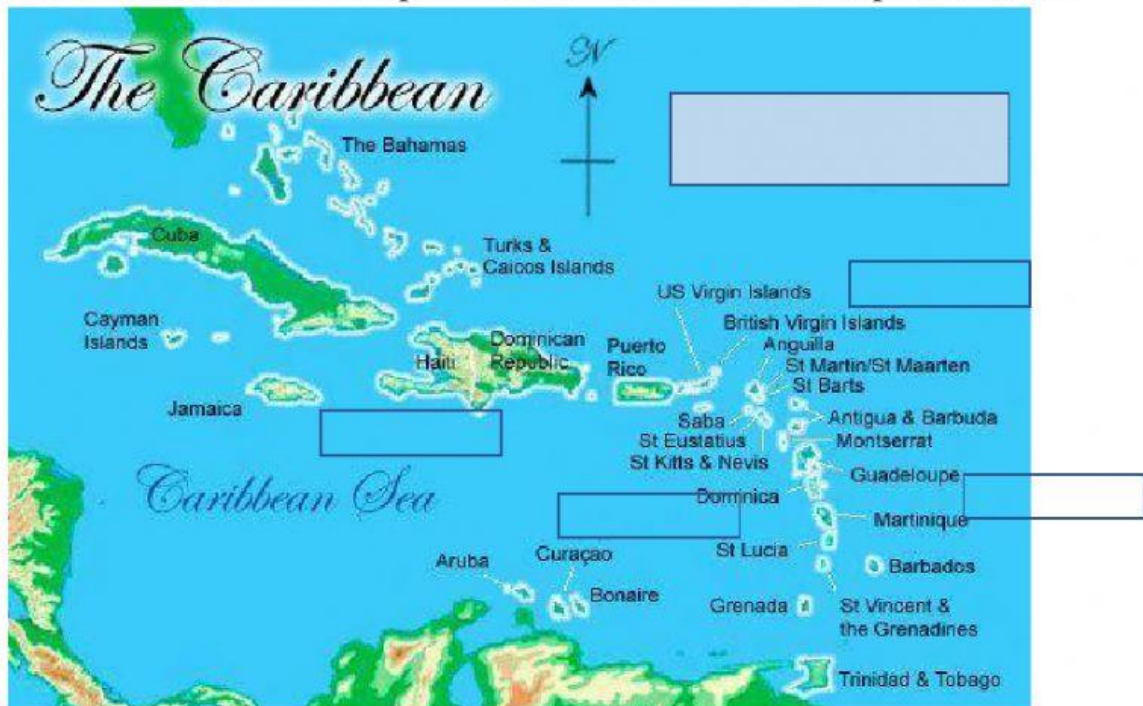 The Caribbean
N
The Bahamas
Cuba
Turks &
Caicos Islands
US Virgin Islands
Cayman
Islands
British Virgin Islands
Anguilla
Haiti
Dominican
Republic
Puerto
Rico
St Martin/St Maarten
St Barts
Jamaica
Saba
Antigua & Barbuda
St Eustatius
Montserrat
St Kitts & Nevis
Guadeloupe
Caribbean Sea
Dominica
Martinique
St Lucia
Aruba
Curaçao
Barbados
Bonaire
Grenada
St Vincent &
the Grenadines
Trinidad & Tobago